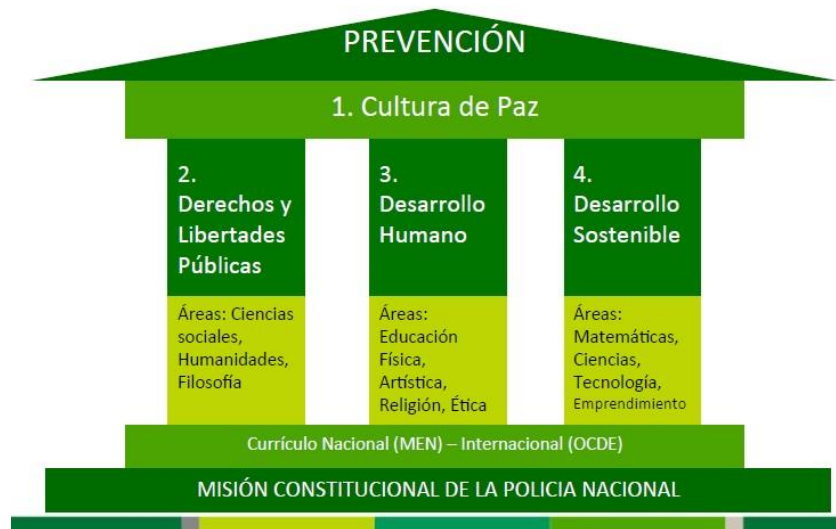 PREVENCIÓN
1. Cultura de Paz
2.
Derechos y
Libertades
Públicas
Áreas: Ciencias
sociales,
Humanidades,
Filosofía
3.
Desarrollo
Humano
Áreas:
Educación
Física,
Artística,
Religión, Ética
4.
Desarrollo
Sostenible
Áreas:
Matemáticas,
Ciencias,
Tecnología,
Emprendimiento
Currículo Nacional (MEN) – Internacional (OCDE)
MISIÓN CONSTITUCIONAL DE LA POLICIA NACIONAL